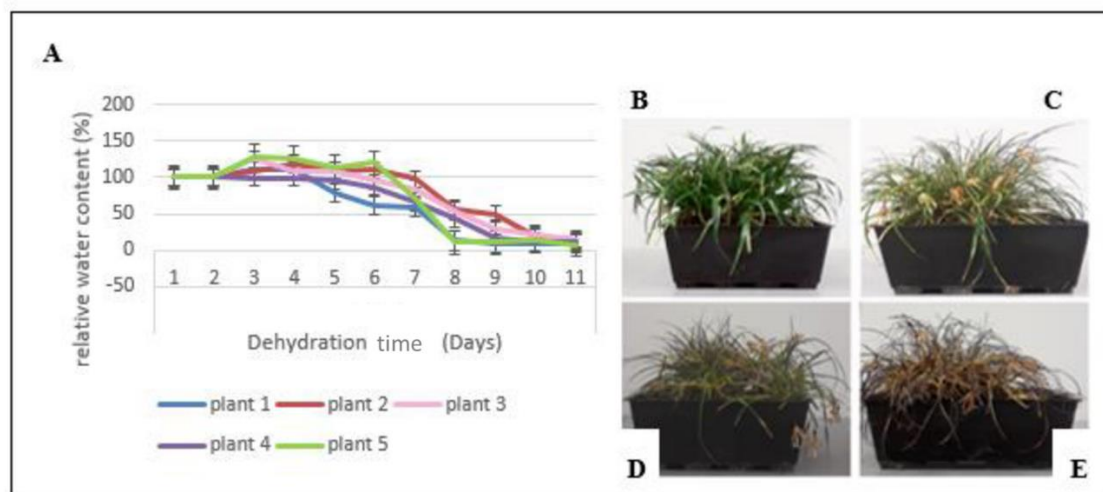 A
relative water content (%)
200
150
100
50
0
-50
1 2 3 4 5 6 7 8 9 10 11
Dehydration time (Days)
plant 1 plant 2 plant 3
plant 4 plant 5
B C
D E